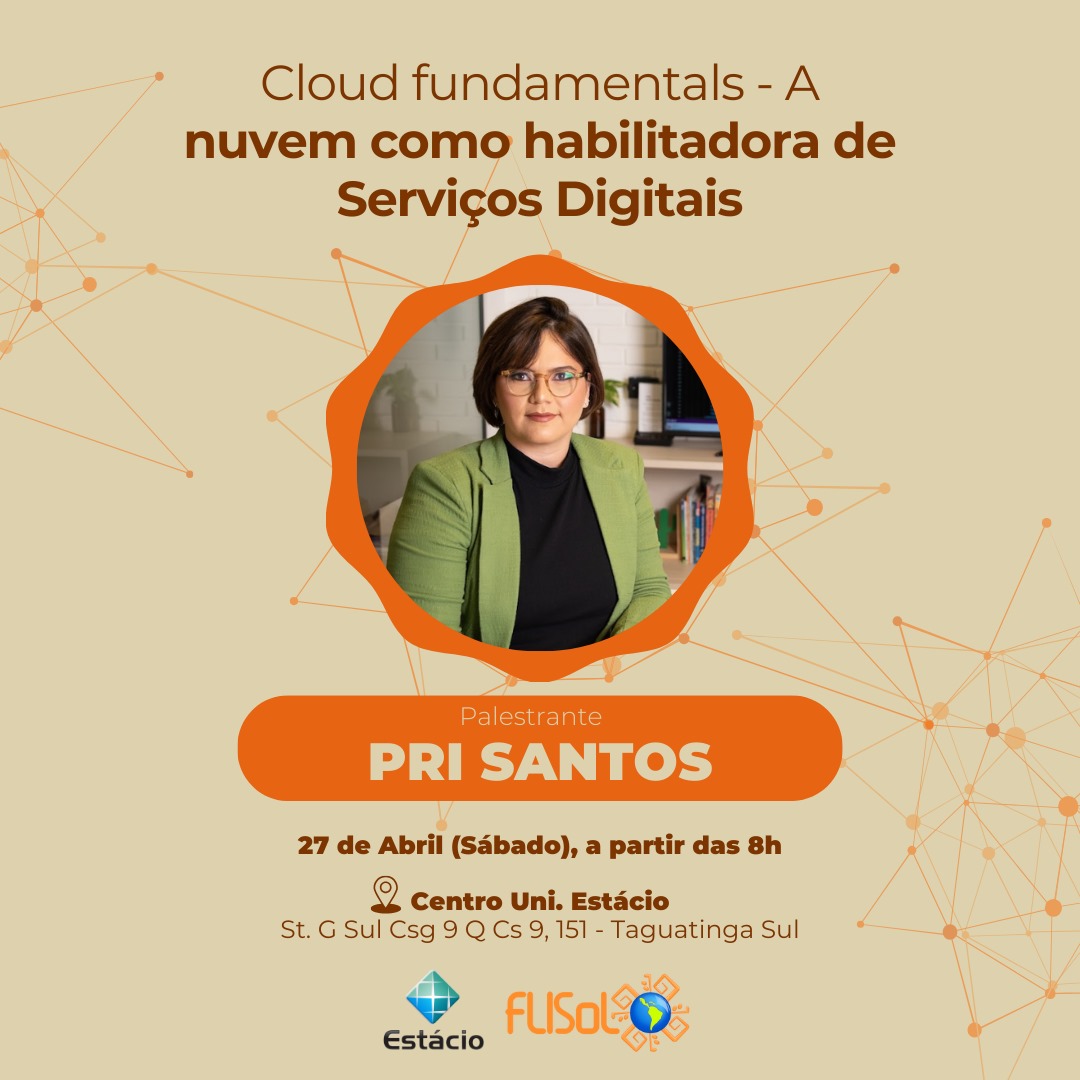 Cloud fundamentals - A
nuvem como habilitadora de
Serviços Digitais
Palestrante
PRI SANTOS
27 de Abril (Sábado), a partir das 8h
Centro Uni. Estácio
St. G Sul Csg 9 Q Cs 9, 151 - Taguatinga Sul
Estácio
FLISoL